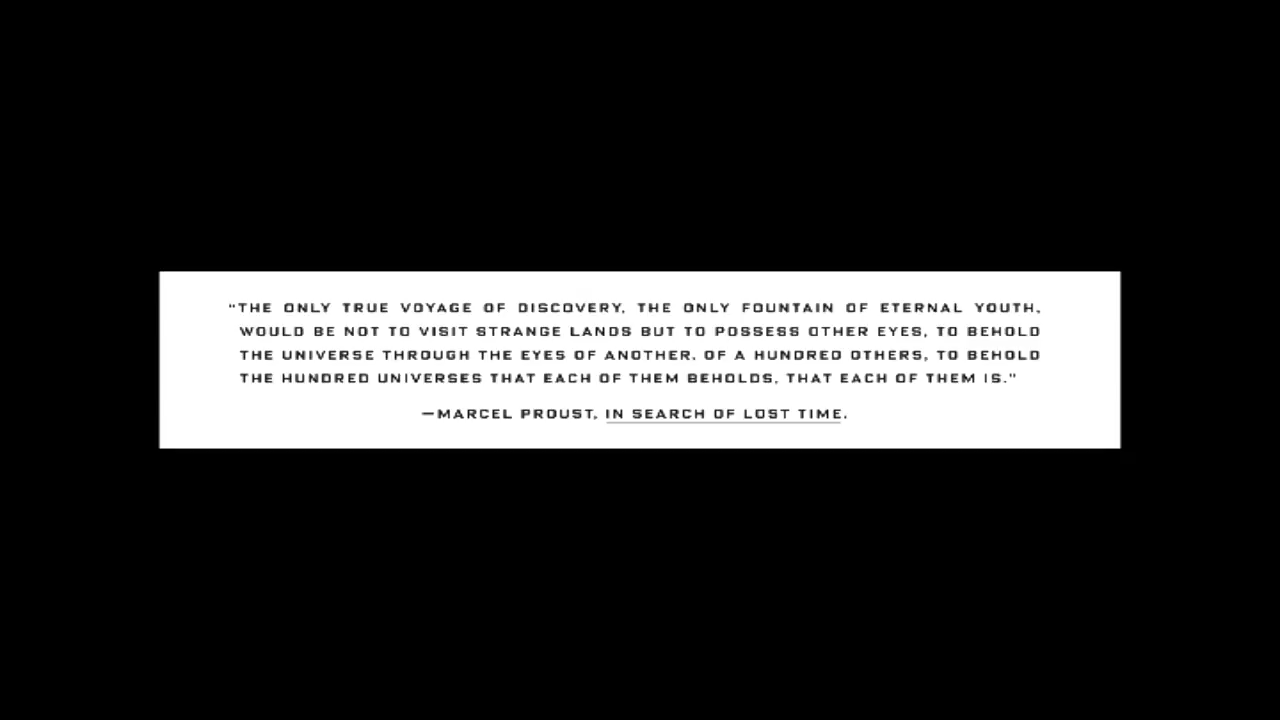 "THE ONLY TRUE VOYAGE OF DISCOVERY, THE ONLY FOUNTAIN OF ETERNAL YOUTH,
WOULD BE NOT TO VISIT STRANGE LANDS BUT TO POSSESS OTHER EYES, TO BEHOLD
THE UNIVERSE THROUGH THE EYES OF ANOTHER, OF A HUNDRED OTHERS, TO BEHOLD
THE HUNDRED UNIVERSES THAT EACH OF THEM BEHOLDS, THAT EACH OF THEM IS."
—MARCEL PROUST, IN SEARCH OF LOST TIME.